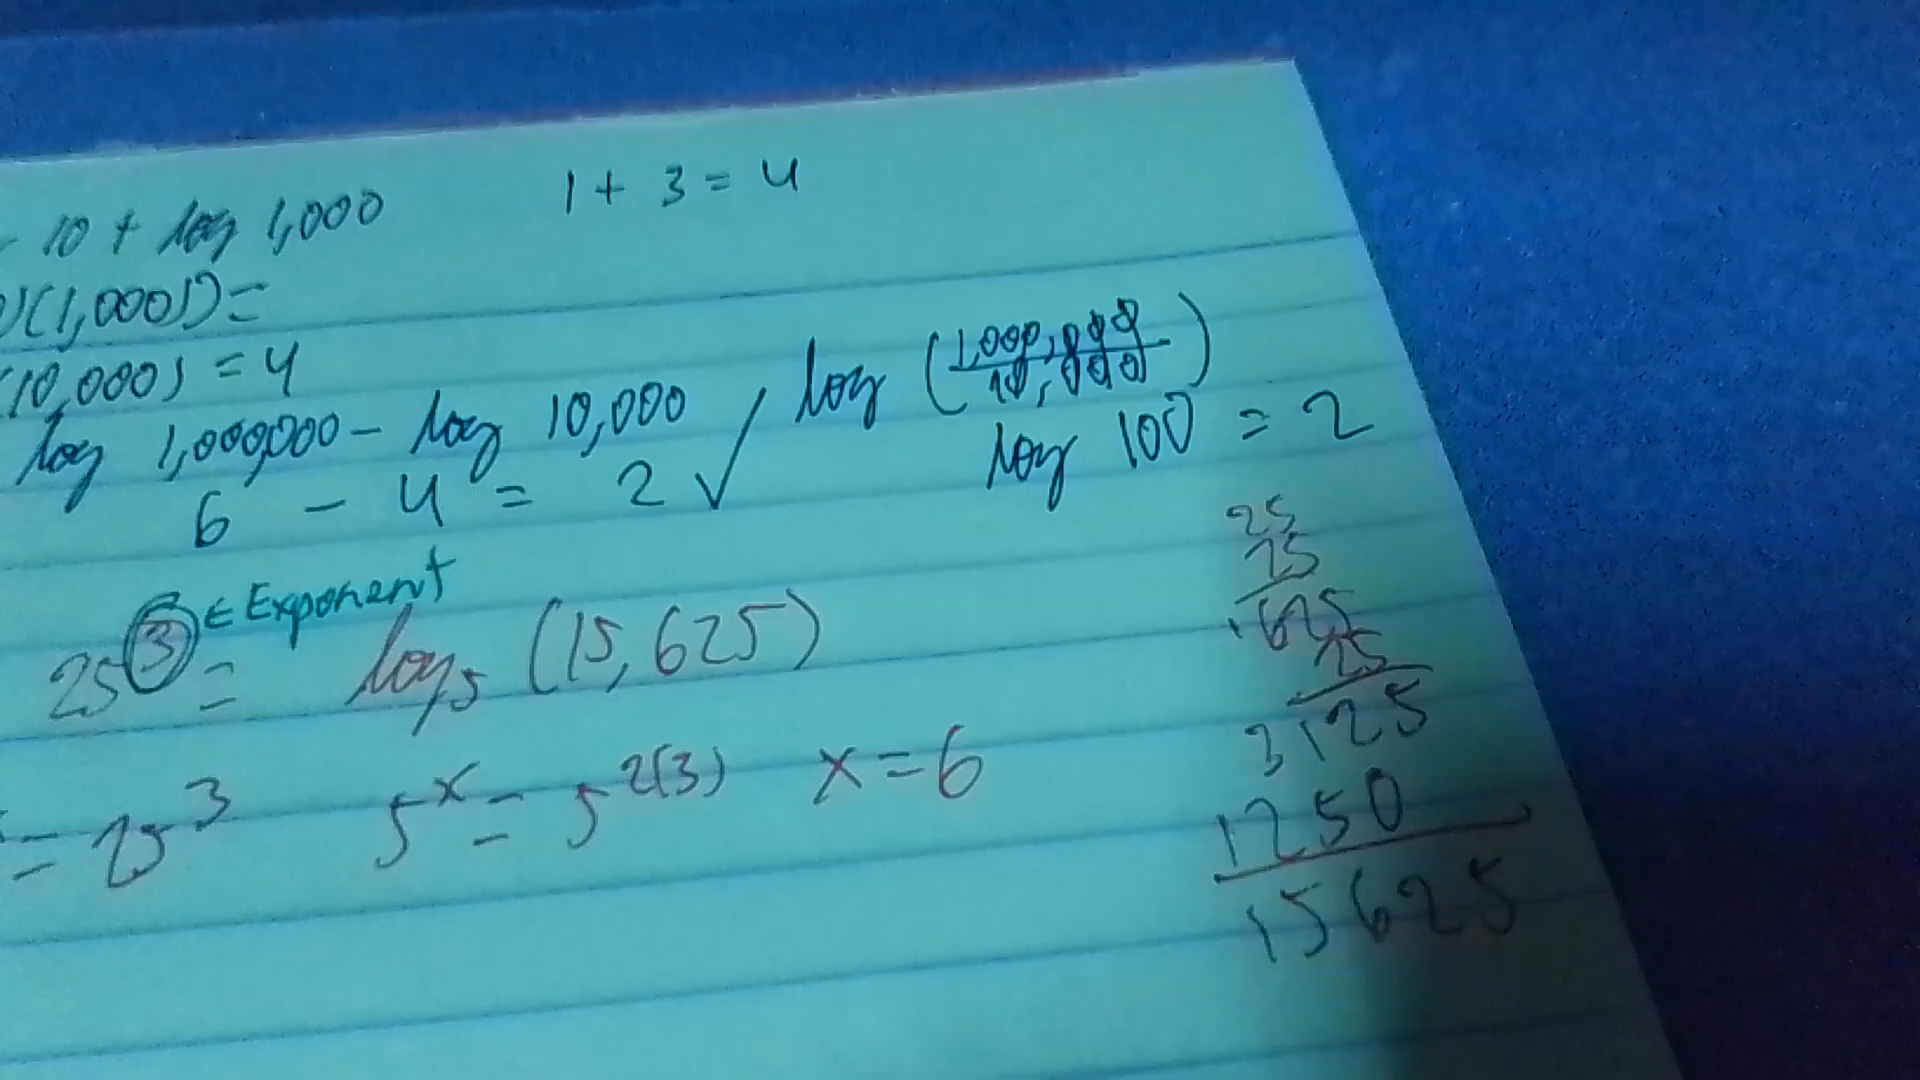 10 + log 1,000 1 + 3 = 4
)(1,000)) =
(10,000) = 4
log 1,000,000 - log 10,000 log (1,000,000/10,000)
6 - 4 = 2 ✓ log 100 = 2
25³ = ← Exponent log₅ (15,625)
= 25³ 5ˣ = 5²⁽³⁾ x = 6
25
25
625
25
3125
1250
15625